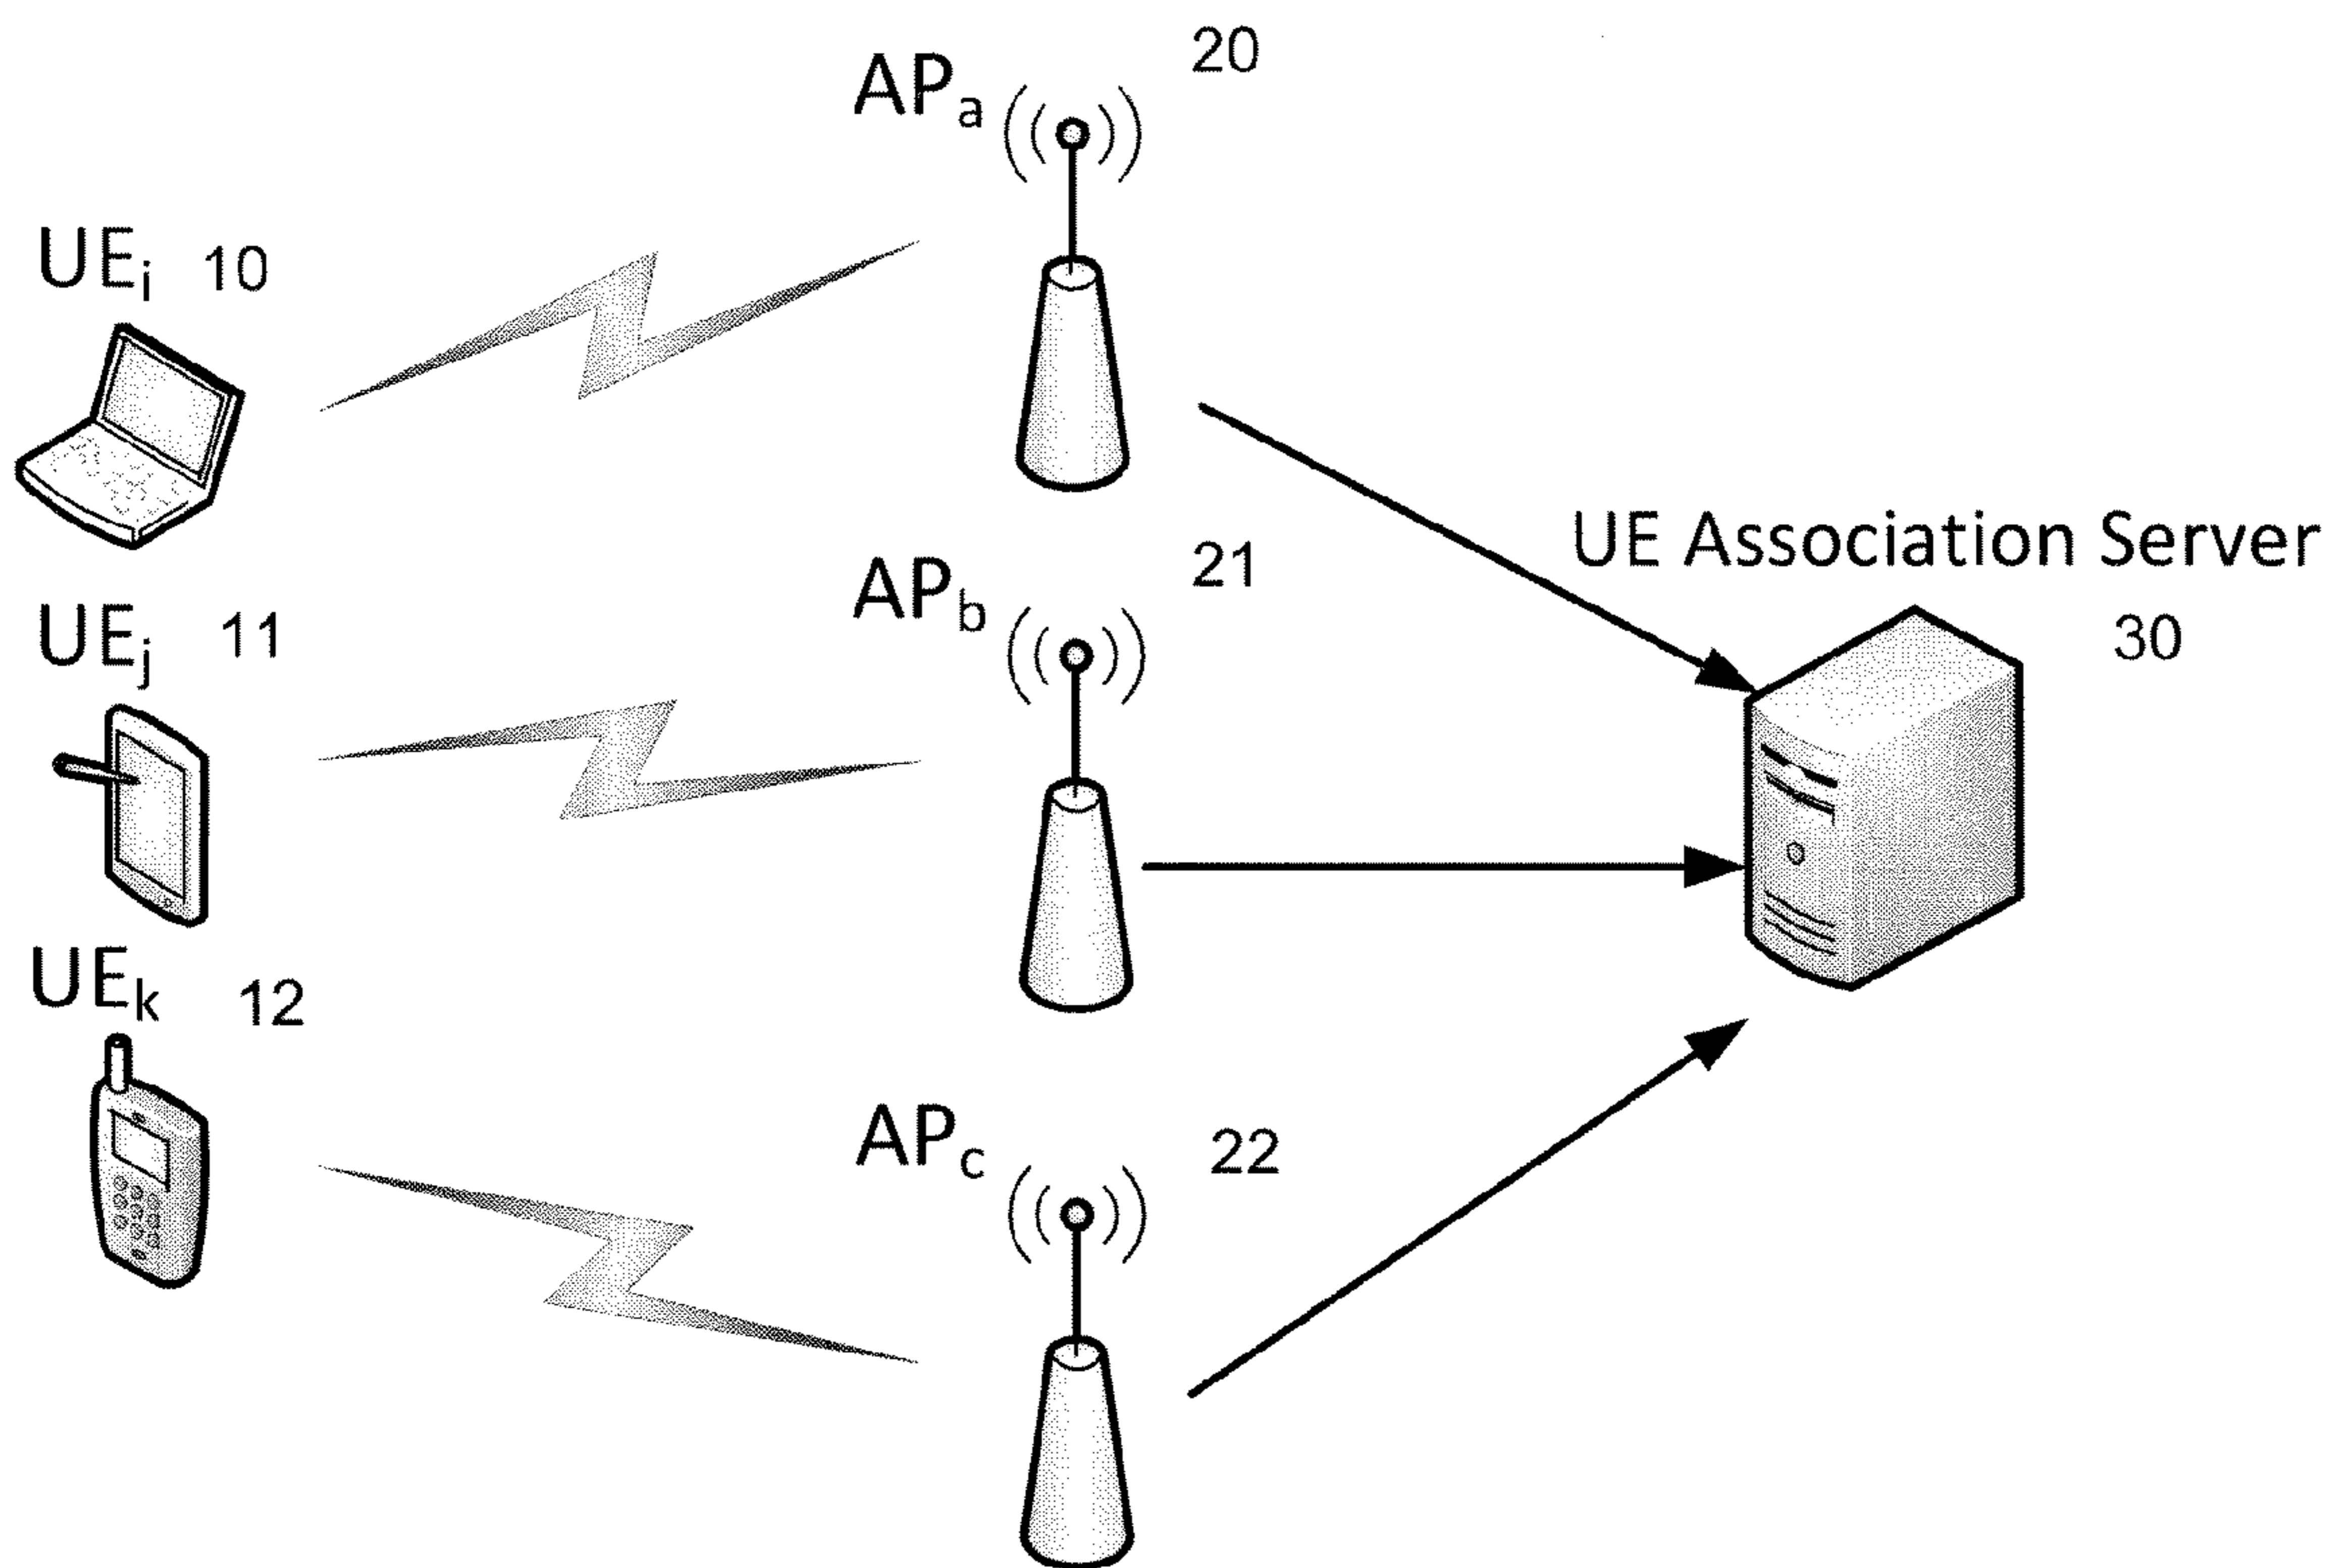 APa 20
UEi 10
UE Association Server
30
APb 21
UEj 11
UEk 12
APc 22